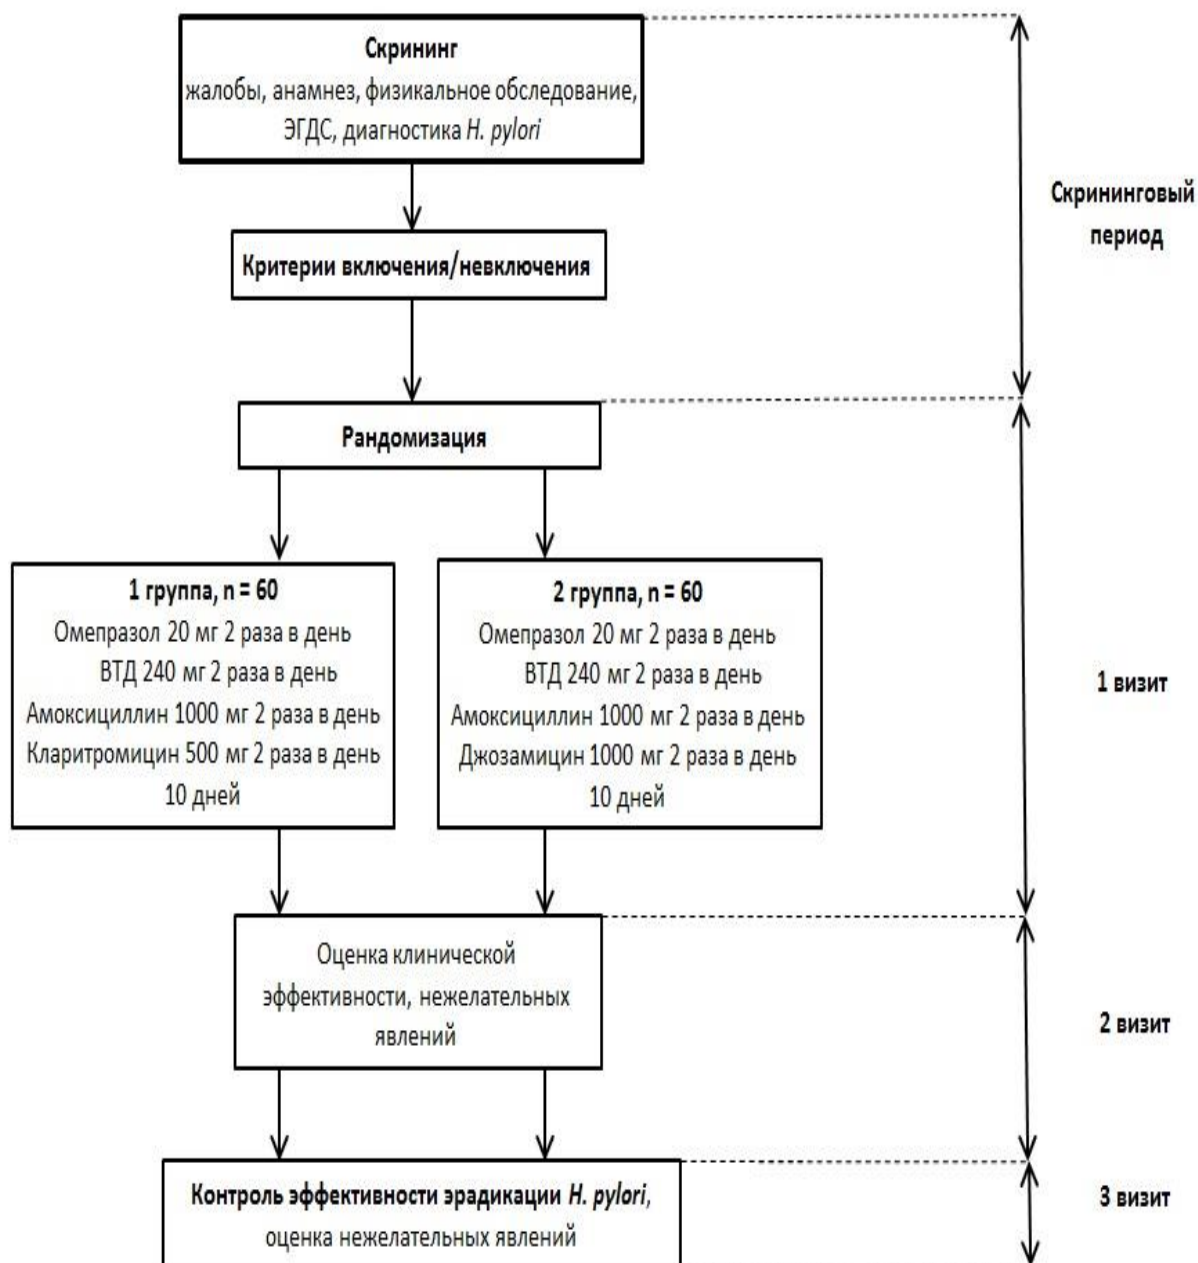 Скрининг
жалобы, анамнез, физикальное обследование,
ЭГДС, диагностика H. pylori
Скрининговый
период
Критерии включения/невключения
Рандомизация
1 группа, n = 60
Омепразол 20 мг 2 раза в день
ВТД 240 мг 2 раза в день
Амоксициллин 1000 мг 2 раза в день
Кларитромицин 500 мг 2 раза в день
10 дней
2 группа, n = 60
Омепразол 20 мг 2 раза в день
ВТД 240 мг 2 раза в день
Амоксициллин 1000 мг 2 раза в день
Джозамицин 1000 мг 2 раза в день
10 дней
1 визит
Оценка клинической
эффективности, нежелательных
явлений
2 визит
Контроль эффективности эрадикации H. pylori,
оценка нежелательных явлений
3 визит